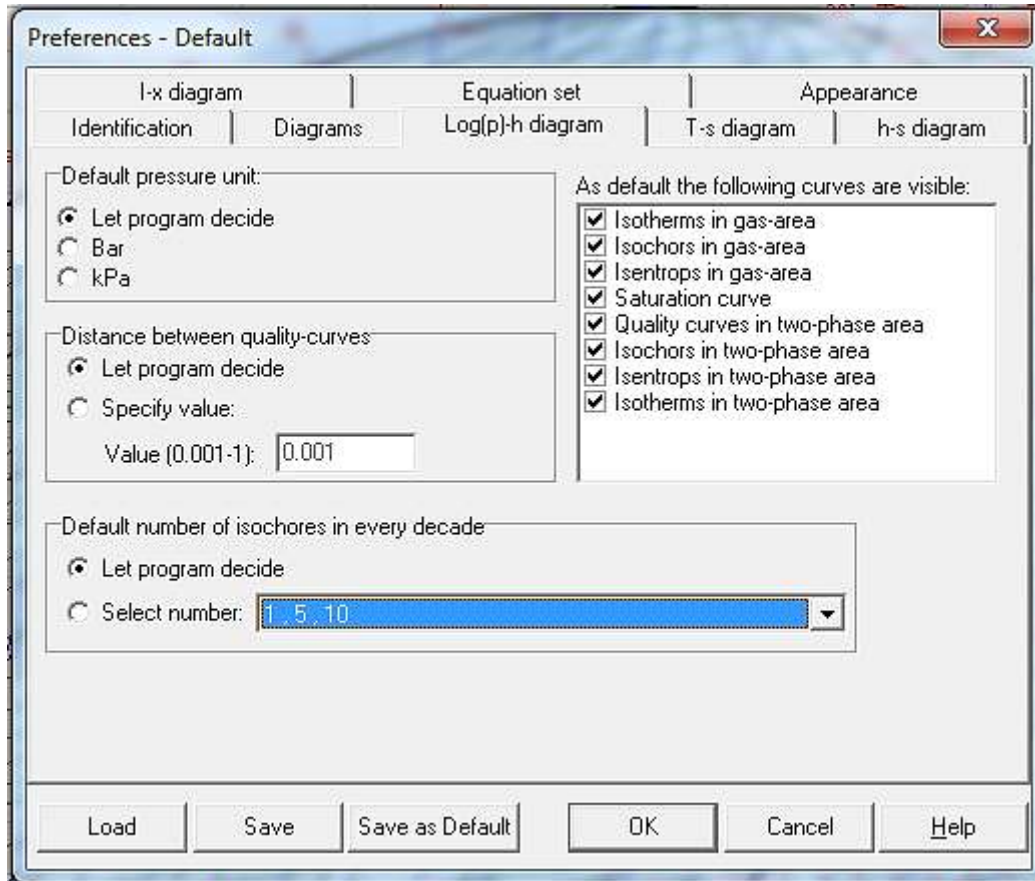 Preferences - Default
I-x diagram Equation set Appearance
Identification Diagrams Log(p)-h diagram T-s diagram h-s diagram
Default pressure unit:
Let program decide
Bar
kPa
As default the following curves are visible:
Isotherms in gas-area
Isochors in gas-area
Isentrops in gas-area
Saturation curve
Quality curves in two-phase area
Isochors in two-phase area
Isentrops in two-phase area
Isotherms in two-phase area
Distance between quality-curves
Let program decide
Specify value:
Value (0.001-1): 0.001
Default number of isochores in every decade
Let program decide
Select number: 1 , 5 , 10
Load Save Save as Default OK Cancel Help